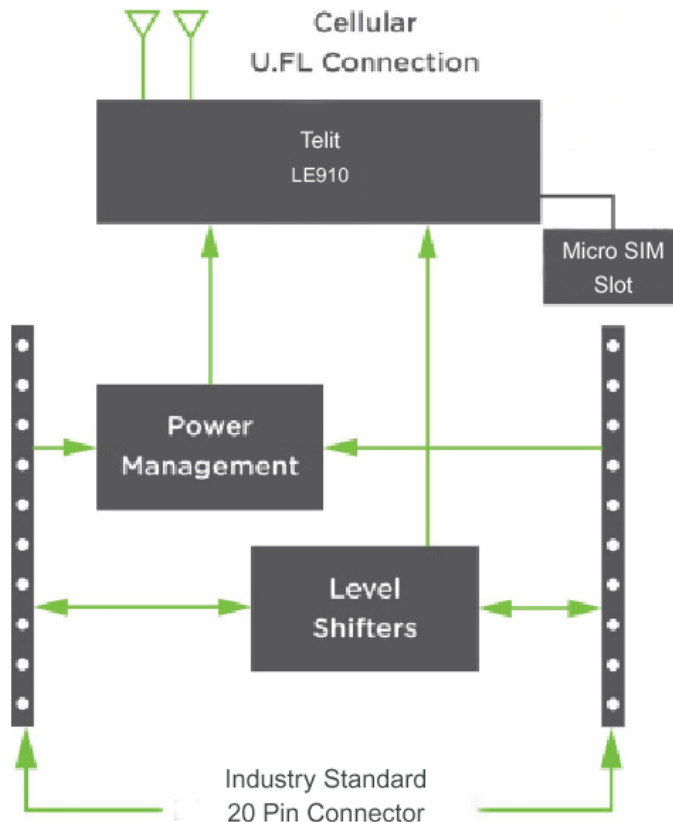 Cellular
U.FL Connection
Telit
LE910
Micro SIM
Slot
Power
Management
Level
Shifters
Industry Standard
20 Pin Connector